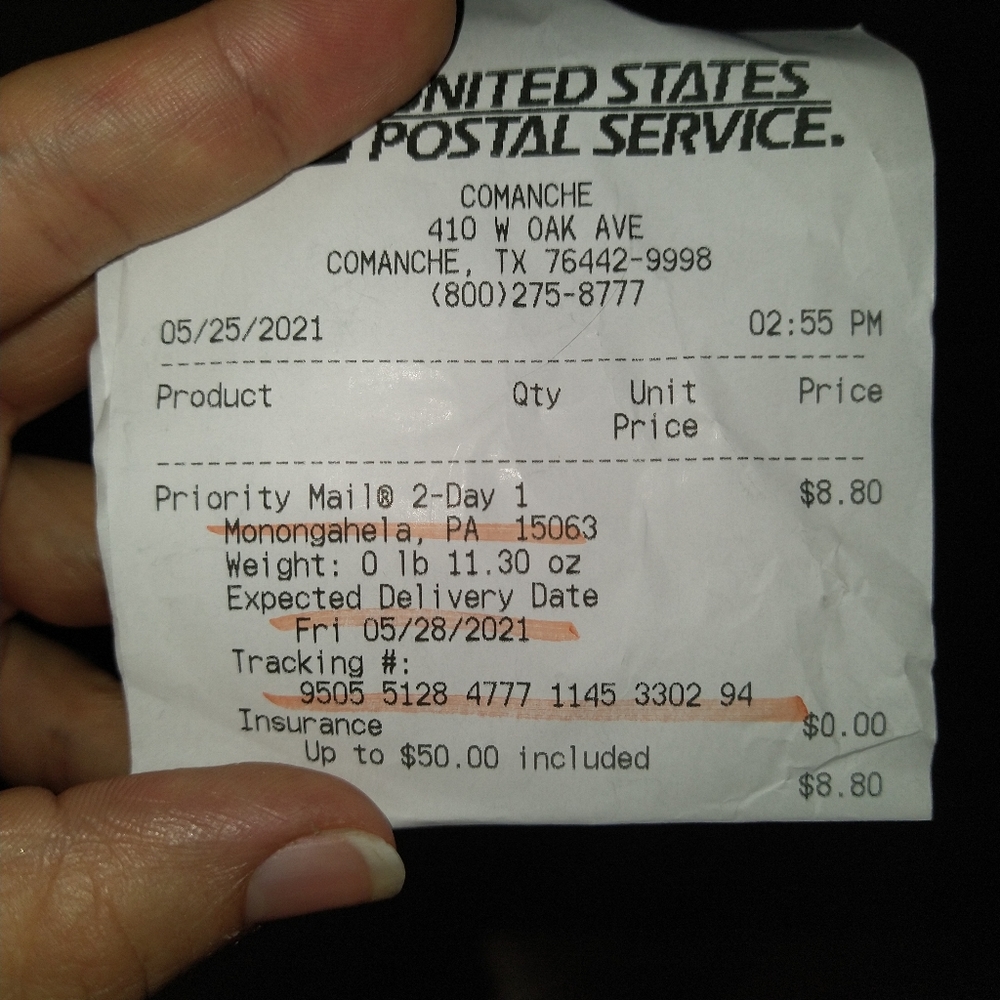 UNITED STATES
POSTAL SERVICE.
COMANCHE
410 W OAK AVE
COMANCHE, TX 76442-9998
(800)275-8777
05/25/2021 02:55 PM
Product Qty Unit Price
Price
Priority Mail® 2-Day 1 $8.80
Monongahela, PA 15063
Weight: 0 lb 11.30 oz
Expected Delivery Date
Fri 05/28/2021
Tracking #:
9505 5128 4777 1145 3302 94
Insurance $0.00
Up to $50.00 included
$8.80